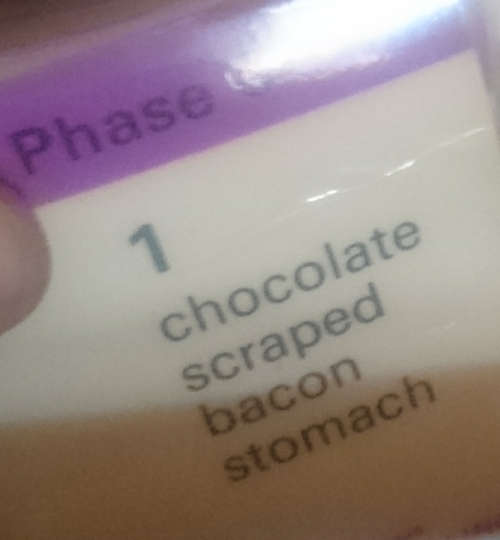 Phase
1
chocolate
scraped
bacon
stomach